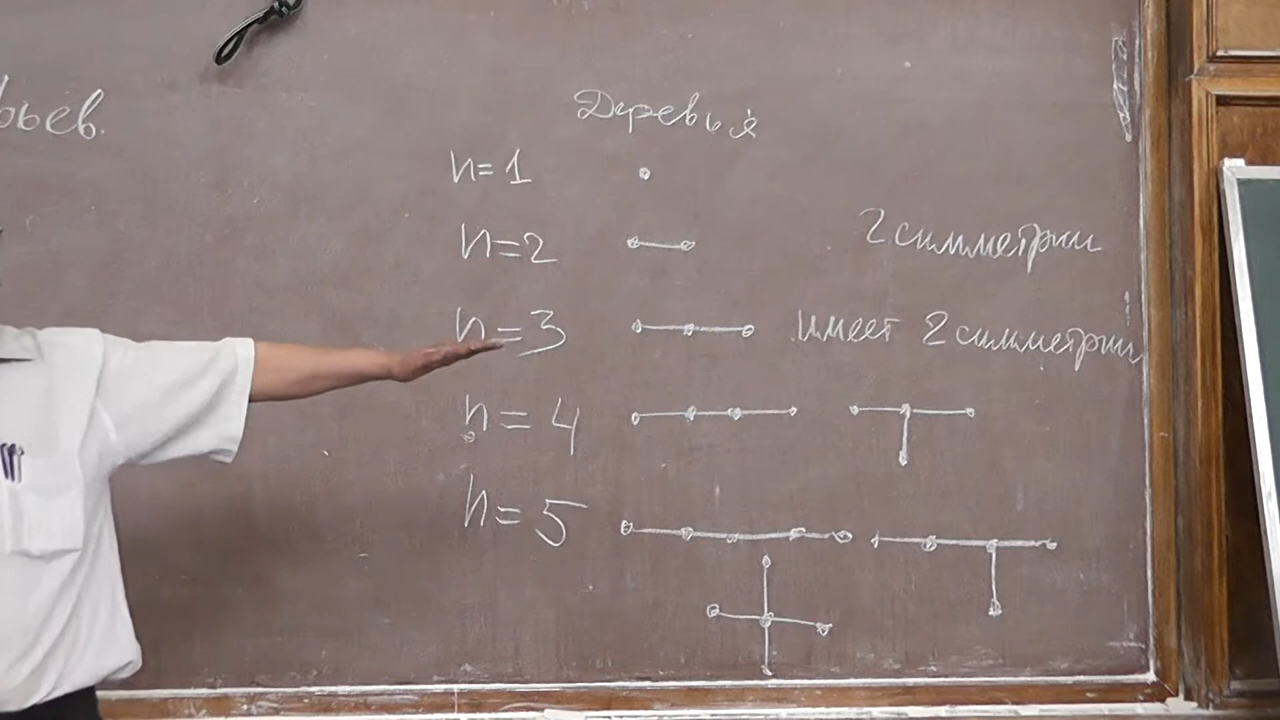 ьев.
Деревья
n=1
n=2
2 симметрии
n=3
имеет 2 симметрии
n=4
n=5